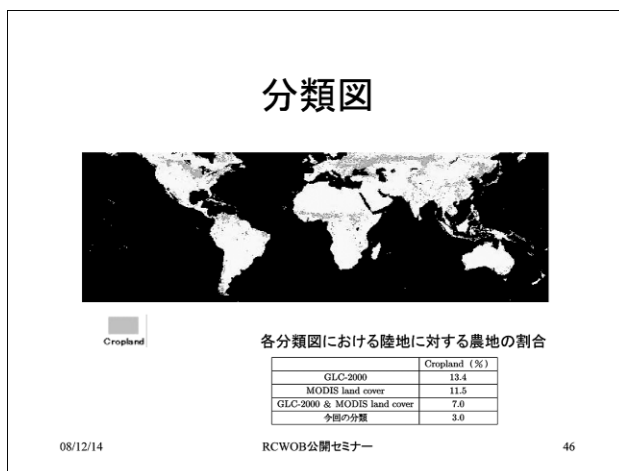 分類図
Cropland
各分類図における陸地に対する農地の割合
Cropland (%)
GLC-2000 13.4
MODIS land cover 11.5
GLC-2000 & MODIS land cover 7.0
今回の分類 3.0
08/12/14 RCWOB公開セミナー 46